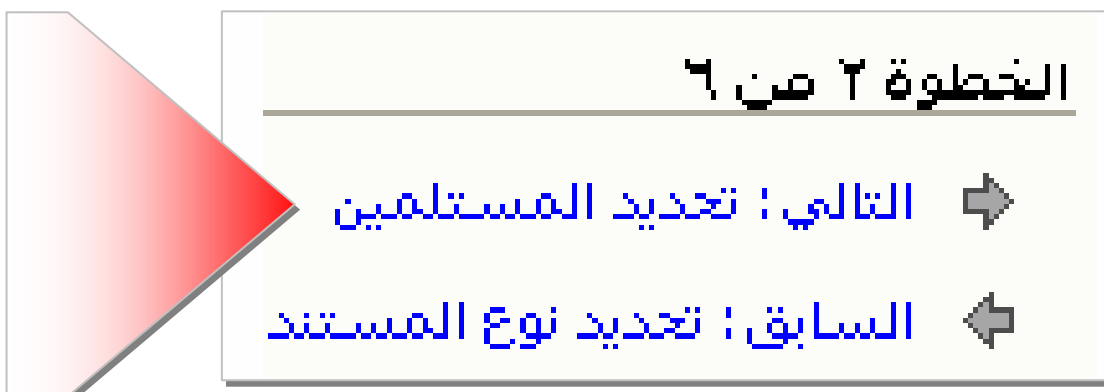 الخطوة ٢ من ٦
التالي: تحديد المستلمين
السابق: تحديد نوع المستند